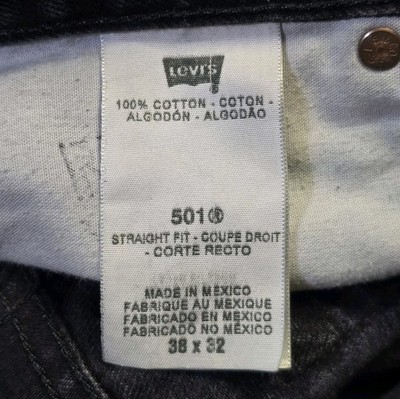 Levi's
®
100% COTTON - COTON -
ALGODÓN - ALGODÃO
501®
STRAIGHT FIT - COUPE DROIT
- CORTE RECTO
MADE IN MEXICO
FABRIQUE AU MEXIQUE
FABRICADO EN MEXICO
FABRICADO NO MÉXICO
38 x 32